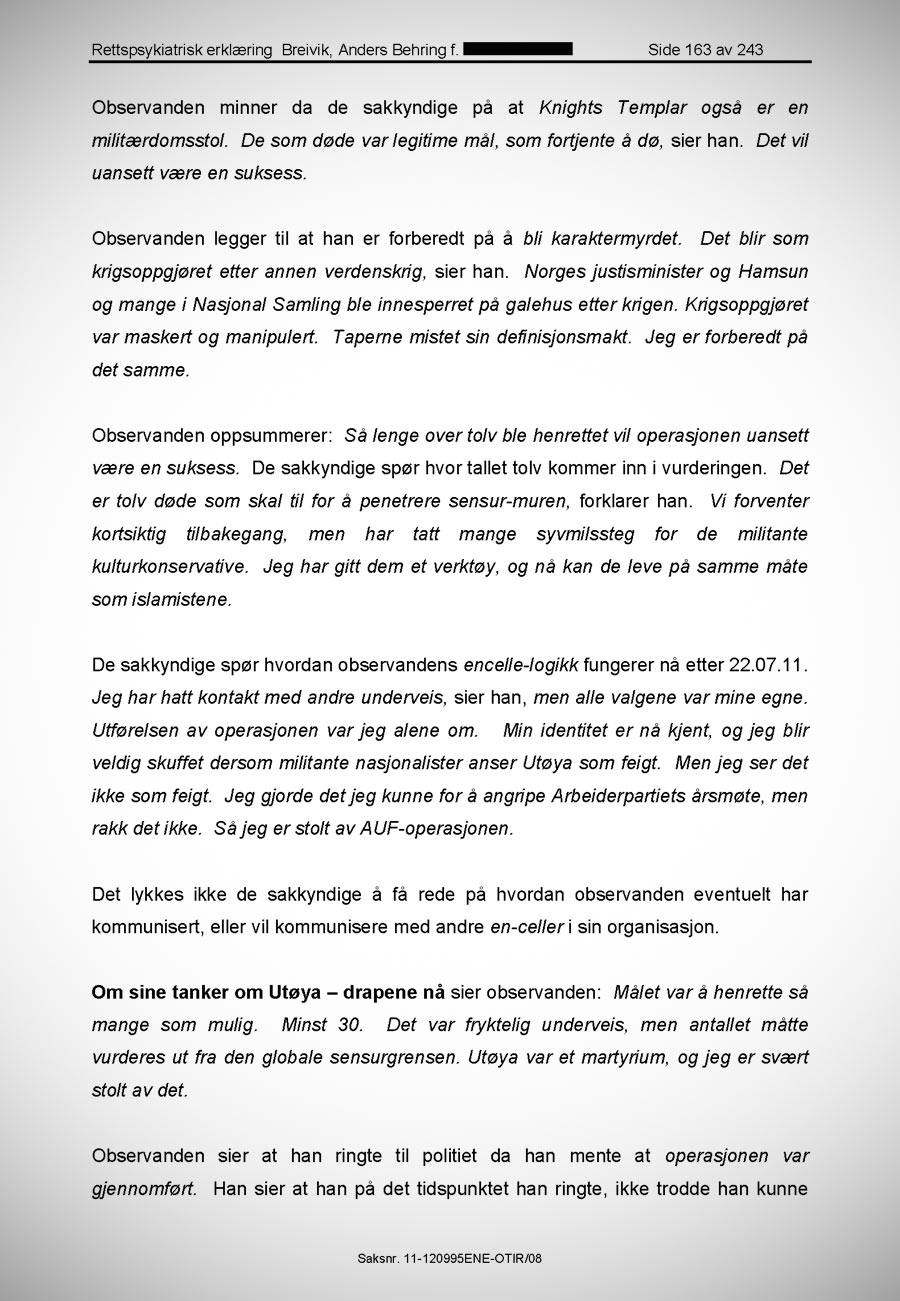 Rettspsykiatrisk erklæring Breivik, Anders Behring f. Side 163 av 243
Observanden minner da de sakkyndige på at Knights Templar også er en
militærdomsstol. De som døde var legitime mål, som fortjente å dø, sier han. Det vil
uansett være en suksess.
Observanden legger til at han er forberedt på å bli karaktermyrdet. Det blir som
krigsoppgjøret etter annen verdenskrig, sier han. Norges justisminister og Hamsun
og mange i Nasjonal Samling ble innesperret på galehus etter krigen. Krigsoppgjøret
var maskert og manipulert. Taperne mistet sin definisjonsmakt. Jeg er forberedt på
det samme.
Observanden oppsummerer: Så lenge over tolv ble henrettet vil operasjonen uansett
være en suksess. De sakkyndige spør hvor tallet tolv kommer inn i vurderingen. Det
er tolv døde som skal til for å penetrere sensur-muren, forklarer han. Vi forventer
kortsiktig tilbakegang, men har tatt mange syvmilssteg for de militante
kulturkonservative. Jeg har gitt dem et verktøy, og nå kan de leve på samme måte
som islamistene.
De sakkyndige spør hvordan observandens encelle-logikk fungerer nå etter 22.07.11.
Jeg har hatt kontakt med andre underveis, sier han, men alle valgene var mine egne.
Utførelsen av operasjonen var jeg alene om. Min identitet er nå kjent, og jeg blir
veldig skuffet dersom militante nasjonalister anser Utøya som feigt. Men jeg ser det
ikke som feigt. Jeg gjorde det jeg kunne for å angripe Arbeiderpartiets årsmøte, men
rakk det ikke. Så jeg er stolt av AUF-operasjonen.
Det lykkes ikke de sakkyndige å få rede på hvordan observanden eventuelt har
kommunisert, eller vil kommunisere med andre en-celler i sin organisasjon.
Om sine tanker om Utøya – drapene nå sier observanden: Målet var å henrette så
mange som mulig. Minst 30. Det var fryktelig underveis, men antallet måtte
vurderes ut fra den globale sensurgrensen. Utøya var et martyrium, og jeg er svært
stolt av det.
Observanden sier at han ringte til politiet da han mente at operasjonen var
gjennomført. Han sier at han på det tidspunktet han ringte, ikke trodde han kunne
Saksnr. 11-120995ENE-OTIR/08